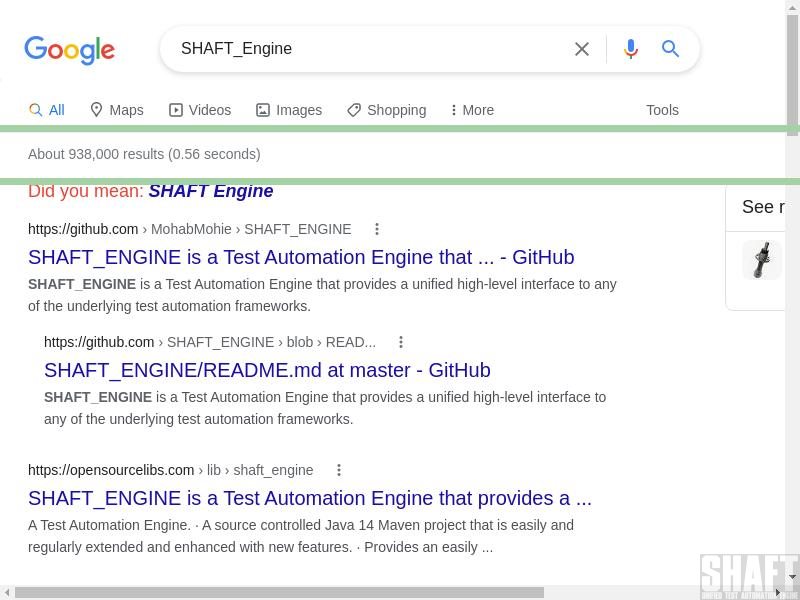 Google
SHAFT_Engine
All Maps Videos Images Shopping More Tools
About 938,000 results (0.56 seconds)
Did you mean: SHAFT Engine
https://github.com › MohabMohie › SHAFT_ENGINE
See r
SHAFT_ENGINE is a Test Automation Engine that ... - GitHub
SHAFT_ENGINE is a Test Automation Engine that provides a unified high-level interface to any
of the underlying test automation frameworks.
https://github.com › SHAFT_ENGINE › blob › READ...
SHAFT_ENGINE/README.md at master - GitHub
SHAFT_ENGINE is a Test Automation Engine that provides a unified high-level interface to
any of the underlying test automation frameworks.
https://opensourcelibs.com › lib › shaft_engine
SHAFT_ENGINE is a Test Automation Engine that provides a ...
A Test Automation Engine. · A source controlled Java 14 Maven project that is easily and
regularly extended and enhanced with new features. · Provides an easily ...
SHAFT
UNIFIED TEST AUTOMATION ENGINE